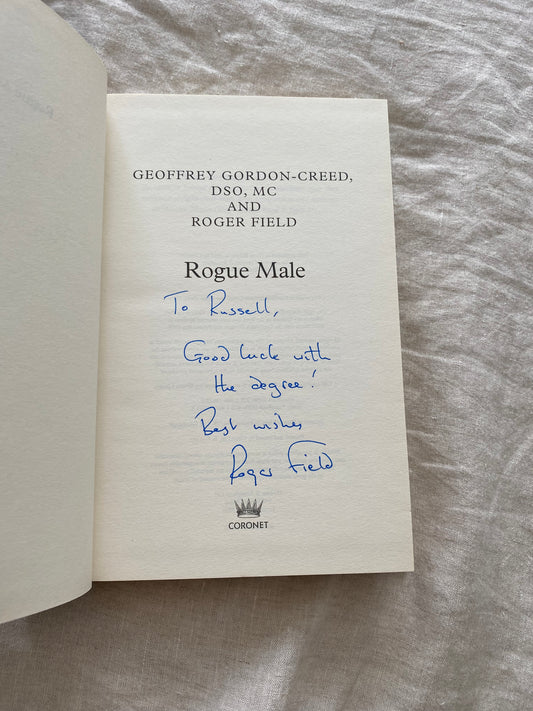 GEOFFREY GORDON-CREED,
DSO, MC
AND
ROGER FIELD
Rogue Male
To Russell,
Good luck with
the degree!
Best wishes
Roger Field
CORONET